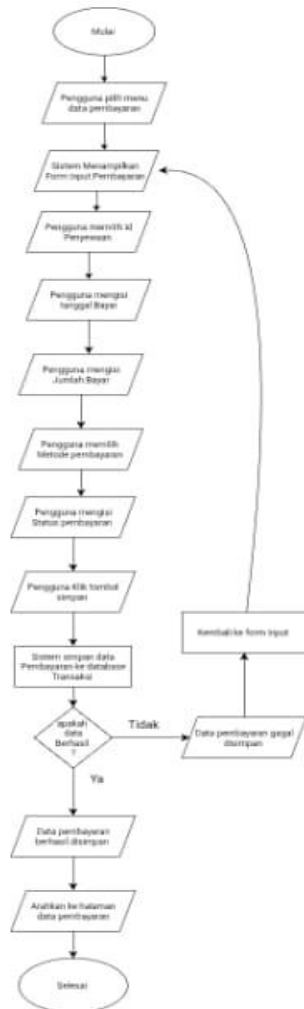 Mulai
Pengguna pilih menu
data pembayaran
Sistem Menampilkan
Form Input Pembayaran
Pengguna memilih id
Penyewaan
Pengguna mengisi
tanggal Bayar
Pengguna mengisi
Jumlah Bayar
Pengguna memilih
Metode pembayaran
Pengguna mengisi
Status pembayaran
Pengguna Klik tombol
simpan
Sistem simpan data
Pembayaran ke database
Transaksi
apakah
data
Berhasil
?
Tidak
Data pembayaran gagal
disimpan
Kembali ke form input
Ya
Data pembayaran
berhasil disimpan
Arahkan ke halaman
data pembayaran
Selesai